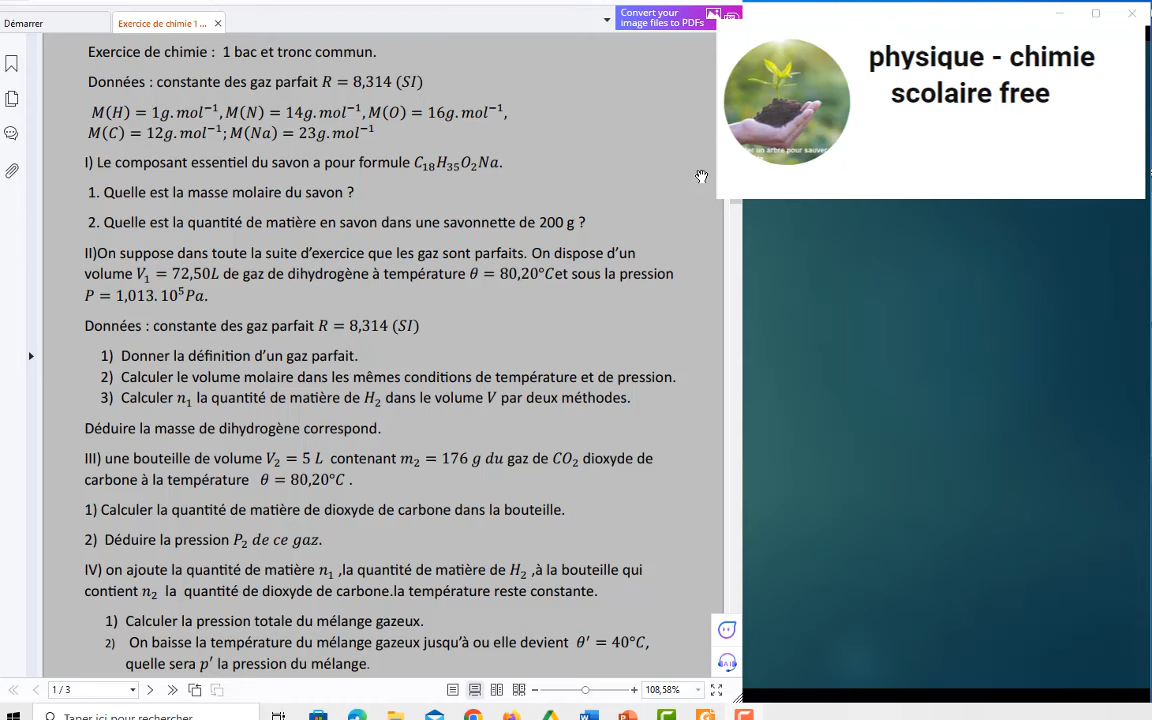 Démarrer
Exercice de chimie 1 ...
Convert your
image files to PDFs
physique - chimie
scolaire free
un arbre pour sauver
Exercice de chimie : 1 bac et tronc commun.
Données : constante des gaz parfait R = 8,314 (SI)
M(H) = 1g.mol⁻¹, M(N) = 14g.mol⁻¹, M(O) = 16g.mol⁻¹,
M(C) = 12g.mol⁻¹; M(Na) = 23g.mol⁻¹
I) Le composant essentiel du savon a pour formule C₁₈H₃₅O₂Na.
1. Quelle est la masse molaire du savon ?
2. Quelle est la quantité de matière en savon dans une savonnette de 200 g ?
II)On suppose dans toute la suite d’exercice que les gaz sont parfaits. On dispose d’un
volume V₁ = 72,50L de gaz de dihydrogène à température θ = 80,20°Cet sous la pression
P = 1,013.10⁵Pa.
Données : constante des gaz parfait R = 8,314 (SI)
1) Donner la définition d’un gaz parfait.
2) Calculer le volume molaire dans les mêmes conditions de température et de pression.
3) Calculer n₁ la quantité de matière de H₂ dans le volume V par deux méthodes.
Déduire la masse de dihydrogène correspond.
III) une bouteille de volume V₂ = 5 L contenant m₂ = 176 g du gaz de CO₂ dioxyde de
carbone à la température θ = 80,20°C .
1) Calculer la quantité de matière de dioxyde de carbone dans la bouteille.
2) Déduire la pression P₂ de ce gaz.
IV) on ajoute la quantité de matière n₁ ,la quantité de matière de H₂ ,à la bouteille qui
contient n₂ la quantité de dioxyde de carbone.la température reste constante.
1) Calculer la pression totale du mélange gazeux.
2) On baisse la température du mélange gazeux jusqu’à ou elle devient θ′ = 40°C,
quelle sera p′ la pression du mélange.
1 / 3
108,58%
Taper ici pour rechercher